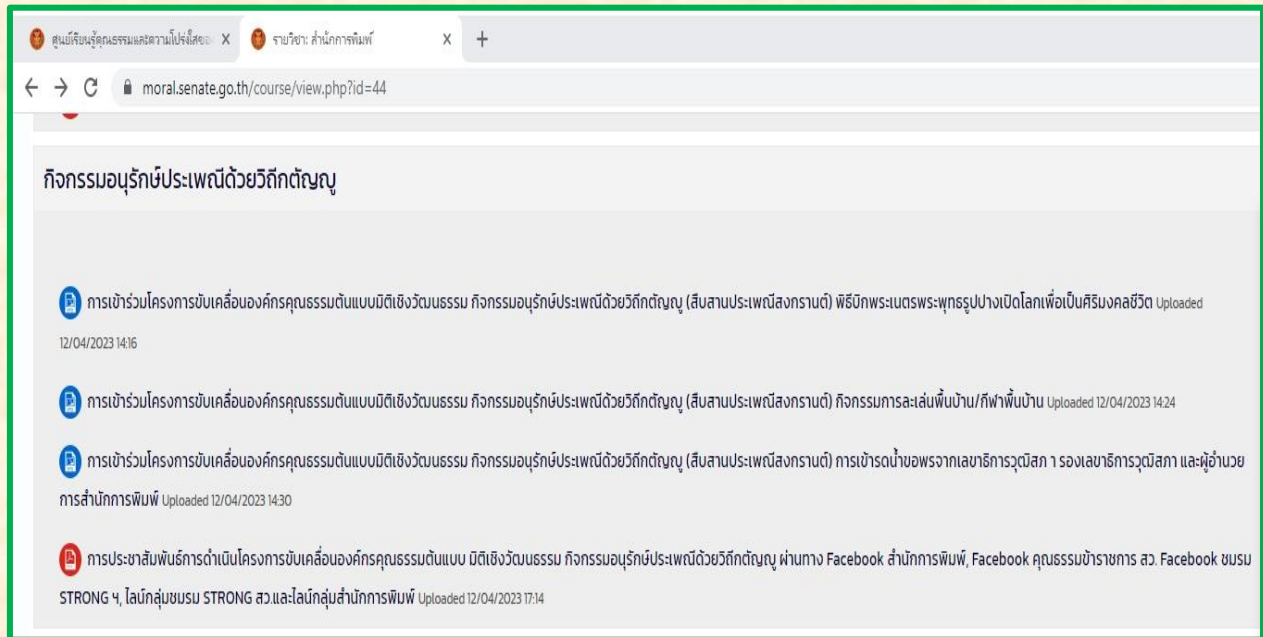 ศูนย์เรียนรู้คุณธรรมและความโปร่งใสของ X รายวิชา: สำนักการพิมพ์ X +
moral.senate.go.th/course/view.php?id=44
กิจกรรมอนุรักษ์ประเพณีด้วยวิถีกตัญญู
การเข้าร่วมโครงการขับเคลื่อนองค์กรคุณธรรมต้นแบบมิติเชิงวัฒนธรรม กิจกรรมอนุรักษ์ประเพณีด้วยวิถีกตัญญู (สืบสานประเพณีสงกรานต์) พิธีบิกพระเนตรพระพุทธรูปปางเปิดโลกเพื่อเป็นศิริมงคลชีวิต Uploaded
12/04/2023 14:16
การเข้าร่วมโครงการขับเคลื่อนองค์กรคุณธรรมต้นแบบมิติเชิงวัฒนธรรม กิจกรรมอนุรักษ์ประเพณีด้วยวิถีกตัญญู (สืบสานประเพณีสงกรานต์) กิจกรรมการละเล่นพื้นบ้าน/กีฬาพื้นบ้าน Uploaded 12/04/2023 14:24
การเข้าร่วมโครงการขับเคลื่อนองค์กรคุณธรรมต้นแบบมิติเชิงวัฒนธรรม กิจกรรมอนุรักษ์ประเพณีด้วยวิถีกตัญญู (สืบสานประเพณีสงกรานต์) การเข้ารดน้ำขอพรจากเลขาธิการวุฒิสภ า รองเลขาธิการวุฒิสภา และผู้อำนวย
การสำนักการพิมพ์ Uploaded 12/04/2023 14:30
การประชาสัมพันธ์การดำเนินโครงการขับเคลื่อนองค์กรคุณธรรมต้นแบบ มิติเชิงวัฒนธรรม กิจกรรมอนุรักษ์ประเพณีด้วยวิถีกตัญญู ผ่านทาง Facebook สำนักการพิมพ์, Facebook คุณธรรมข้าราชการ สว. Facebook ชมรม
STRONG ฯ, ไลน์กลุ่มชมรม STRONG สว.และไลน์กลุ่มสำนักการพิมพ์ Uploaded 12/04/2023 17:14